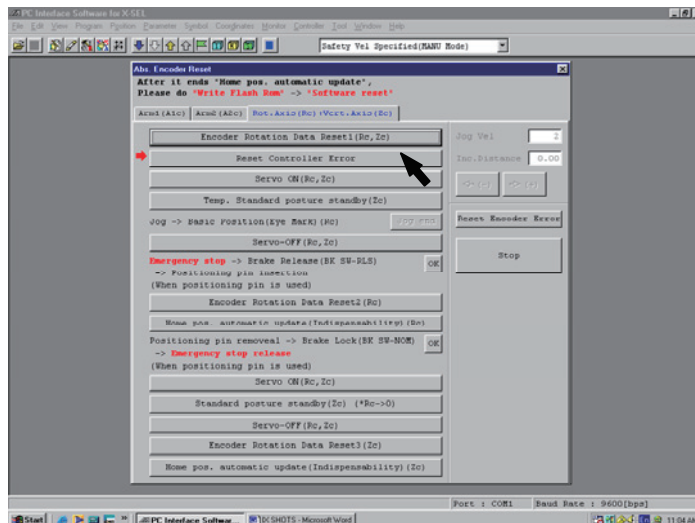 PC Interface Software for X-SEL
File Edit View Program Position Parameter Symbol Coordinates Monitor Controller Tool Window Help
Safety Vel Specified(MANU Mode)
Abs. Encoder Reset
After it ends "Home pos. automatic update",
Please do "Write Flash Rom" -> "Software reset"
Arm1(A1c) Arm2(A2c) Rot.Axis(Rc)+Vert.Axis(Zc)
Encoder Rotation Data Reset1(Rc,Zc)
Jog Vel 2
Reset Controller Error
Inc.Distance 0.00
Servo ON(Rc,Zc)
Temp. Standard posture standby(Zc)
Jog -> Basic Position(Eye Mark)(Rc) Jog end
Reset Encoder Error
Servo-OFF(Rc,Zc)
Stop
Emergency stop -> Brake Release(BK SW-RLS)
-> Positioning pin insertion
OK
(When positioning pin is used)
Encoder Rotation Data Reset2(Rc)
Home pos. automatic update(Indispensability)(Rc)
Positioning pin removeal -> Brake Lock(BK SW-NOM)
-> Emergency stop release
OK
(When positioning pin is used)
Servo ON(Rc,Zc)
Standard posture standby(Zc) (*Rc->0)
Servo-OFF(Rc,Zc)
Encoder Rotation Data Reset3(Zc)
Home pos. automatic update(Indispensability)(Zc)
Port : COM1 Baud Rate : 9600[bps]
Start PC Interface Softwar... IX SHOTS - Microsoft Word 11:04 AM